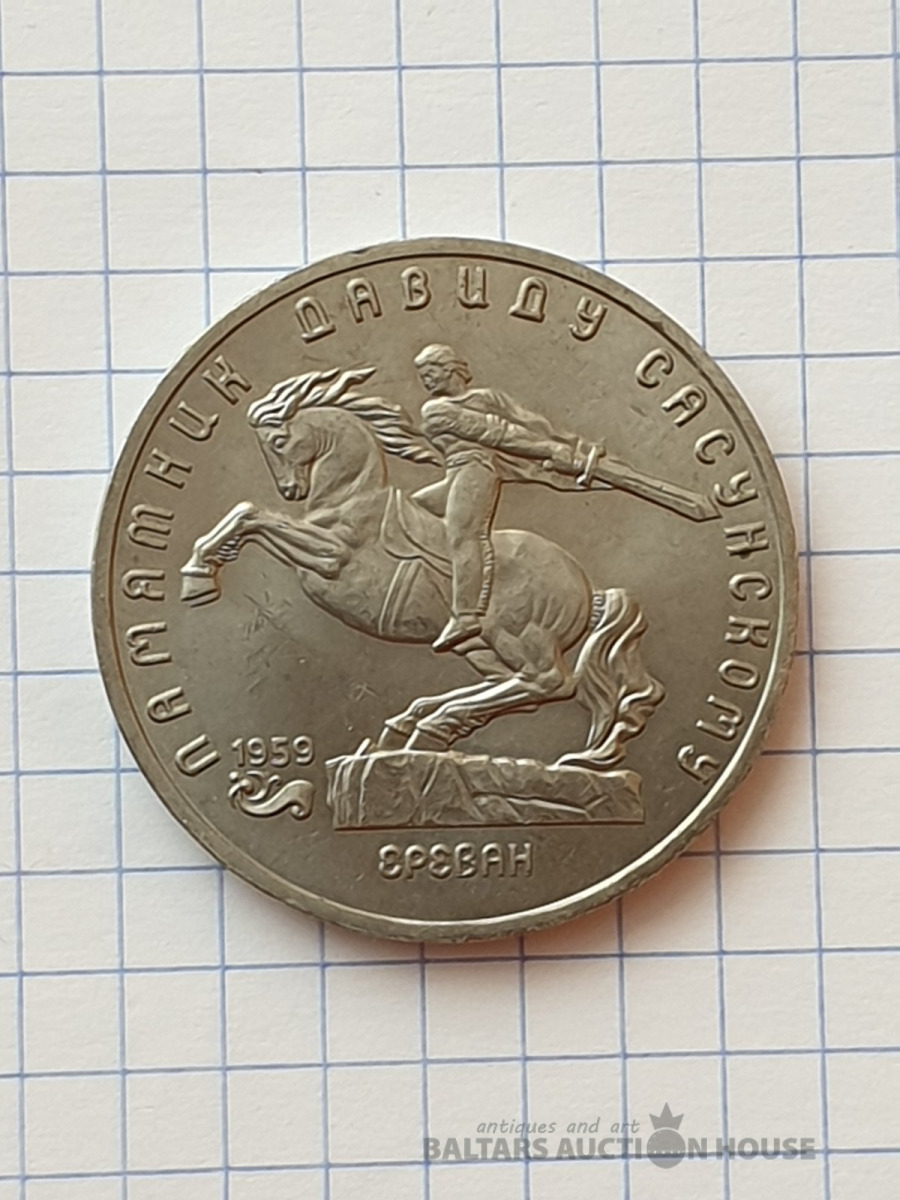 ПАМЯТНИК ДАВИДУ САСУНСКОМУ
1959
ЕРЕВАН
antiques and art
BALTARS AUCTION HOUSE